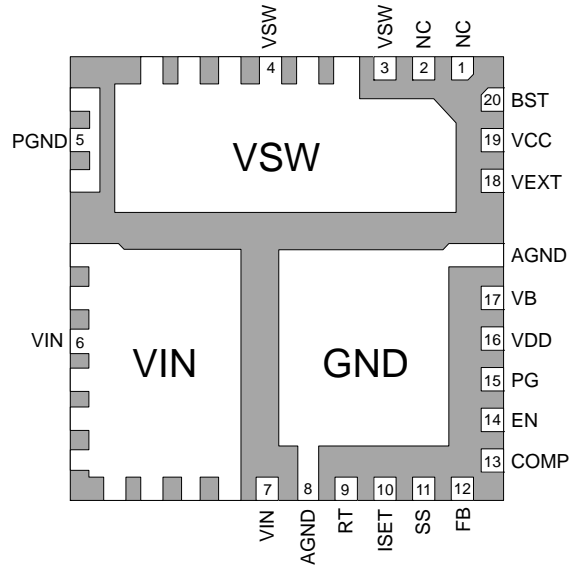 VSW
VSW
NC
NC
4
3
2
1
20 BST
PGND 5
19 VCC
VSW
18 VEXT
AGND
17 VB
VIN 6
16 VDD
VIN
GND
15 PG
14 EN
13 COMP
7
8
9
10
11
12
VIN
AGND
RT
ISET
SS
FB